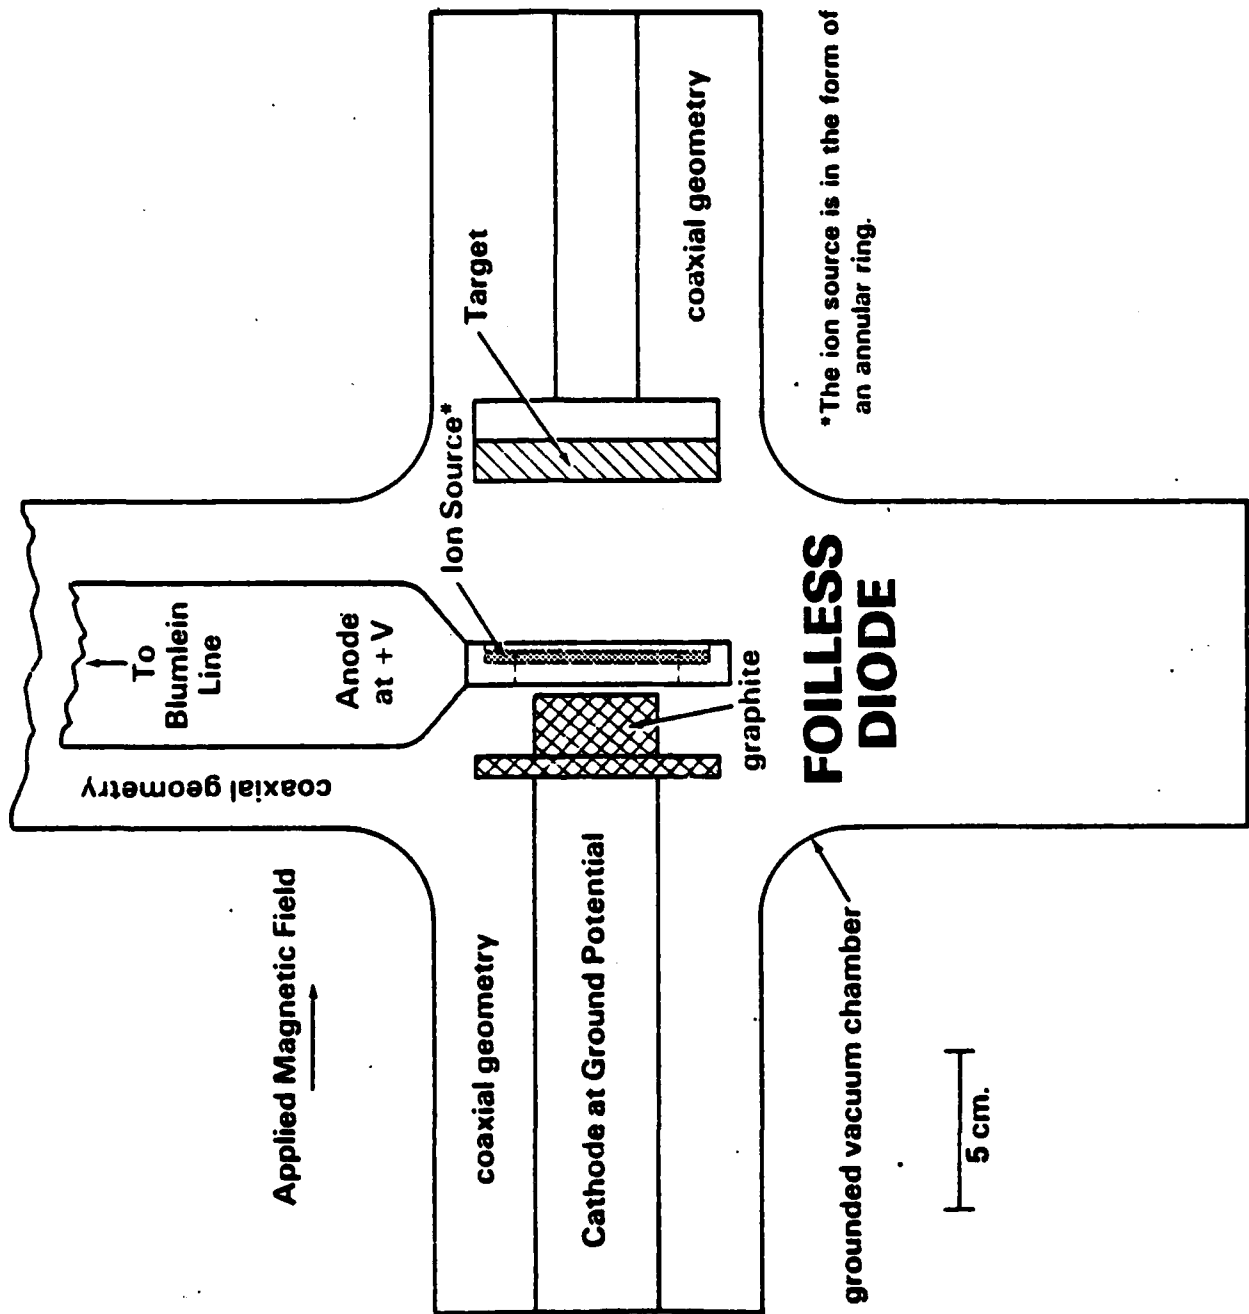 To
Blumlein
Line
Anode
at + V
coaxial geometry
Applied Magnetic Field
coaxial geometry
Cathode at Ground Potential
Ion Source*
Target
coaxial geometry
graphite
FOILLESS
DIODE
grounded vacuum chamber
5 cm.
*The ion source is in the form of
an annular ring.